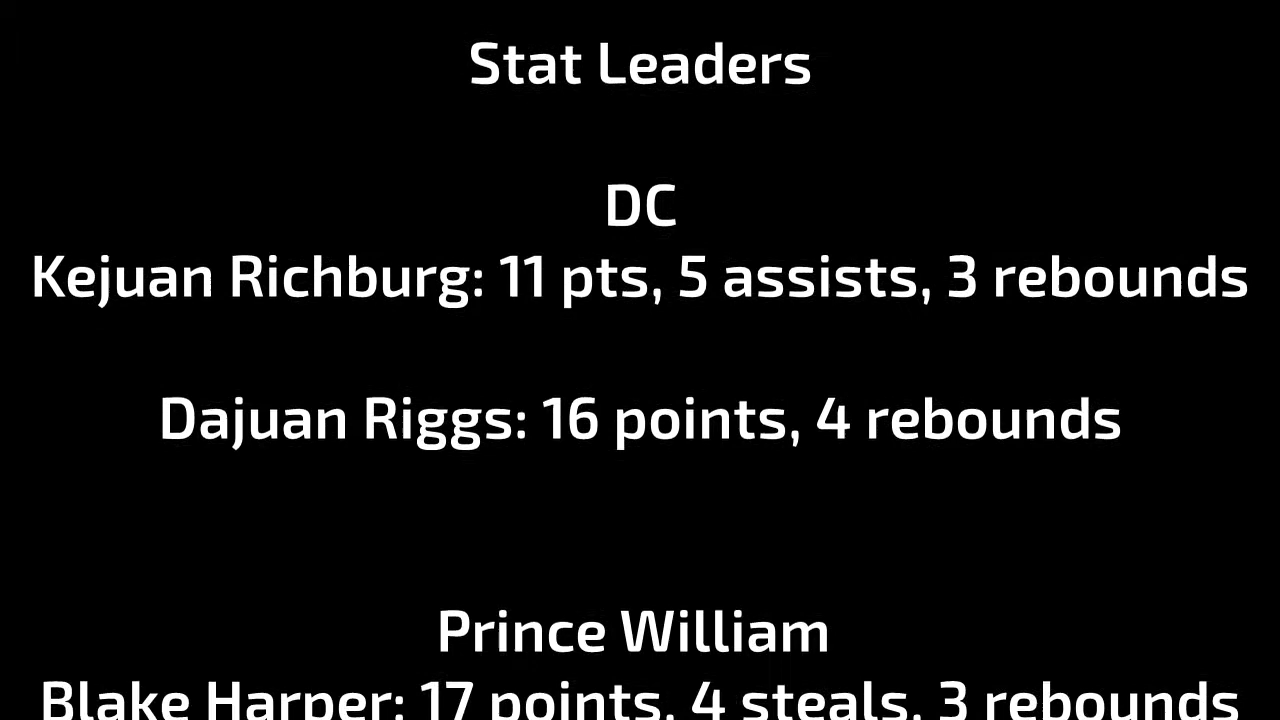 Stat Leaders
DC
Kejuan Richburg: 11 pts, 5 assists, 3 rebounds
Dajuan Riggs: 16 points, 4 rebounds
Prince William
Blake Harper: 17 points, 4 steals, 3 rebounds